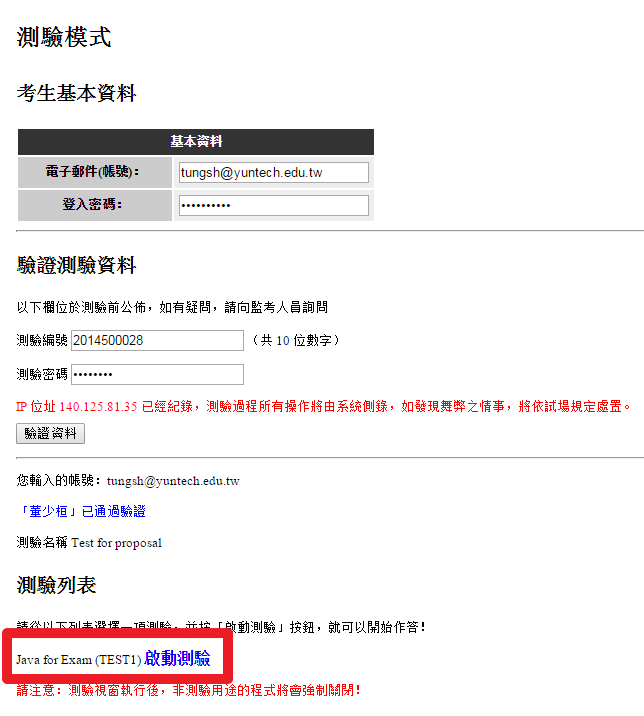 測驗模式
考生基本資料
基本資料
電子郵件(帳號)： tungsh@yuntech.edu.tw
登入密碼： ••••••••••
驗證測驗資料
以下欄位於測驗前公佈，如有疑問，請向監考人員詢問
測驗編號 2014500028 （共 10 位數字）
測驗密碼 ••••••••
IP 位址 140.125.81.35 已經紀錄，測驗過程所有操作將由系統側錄，如發現舞弊之情事，將依試場規定處置。
驗證資料
您輸入的帳號：tungsh@yuntech.edu.tw
「董少桓」已通過驗證
測驗名稱 Test for proposal
測驗列表
請從以下列表選擇一項測驗，並按「啟動測驗」按鈕，就可以開始作答！
Java for Exam (TEST1) 啟動測驗
請注意：測驗視窗執行後，非測驗用途的程式將會強制關閉！